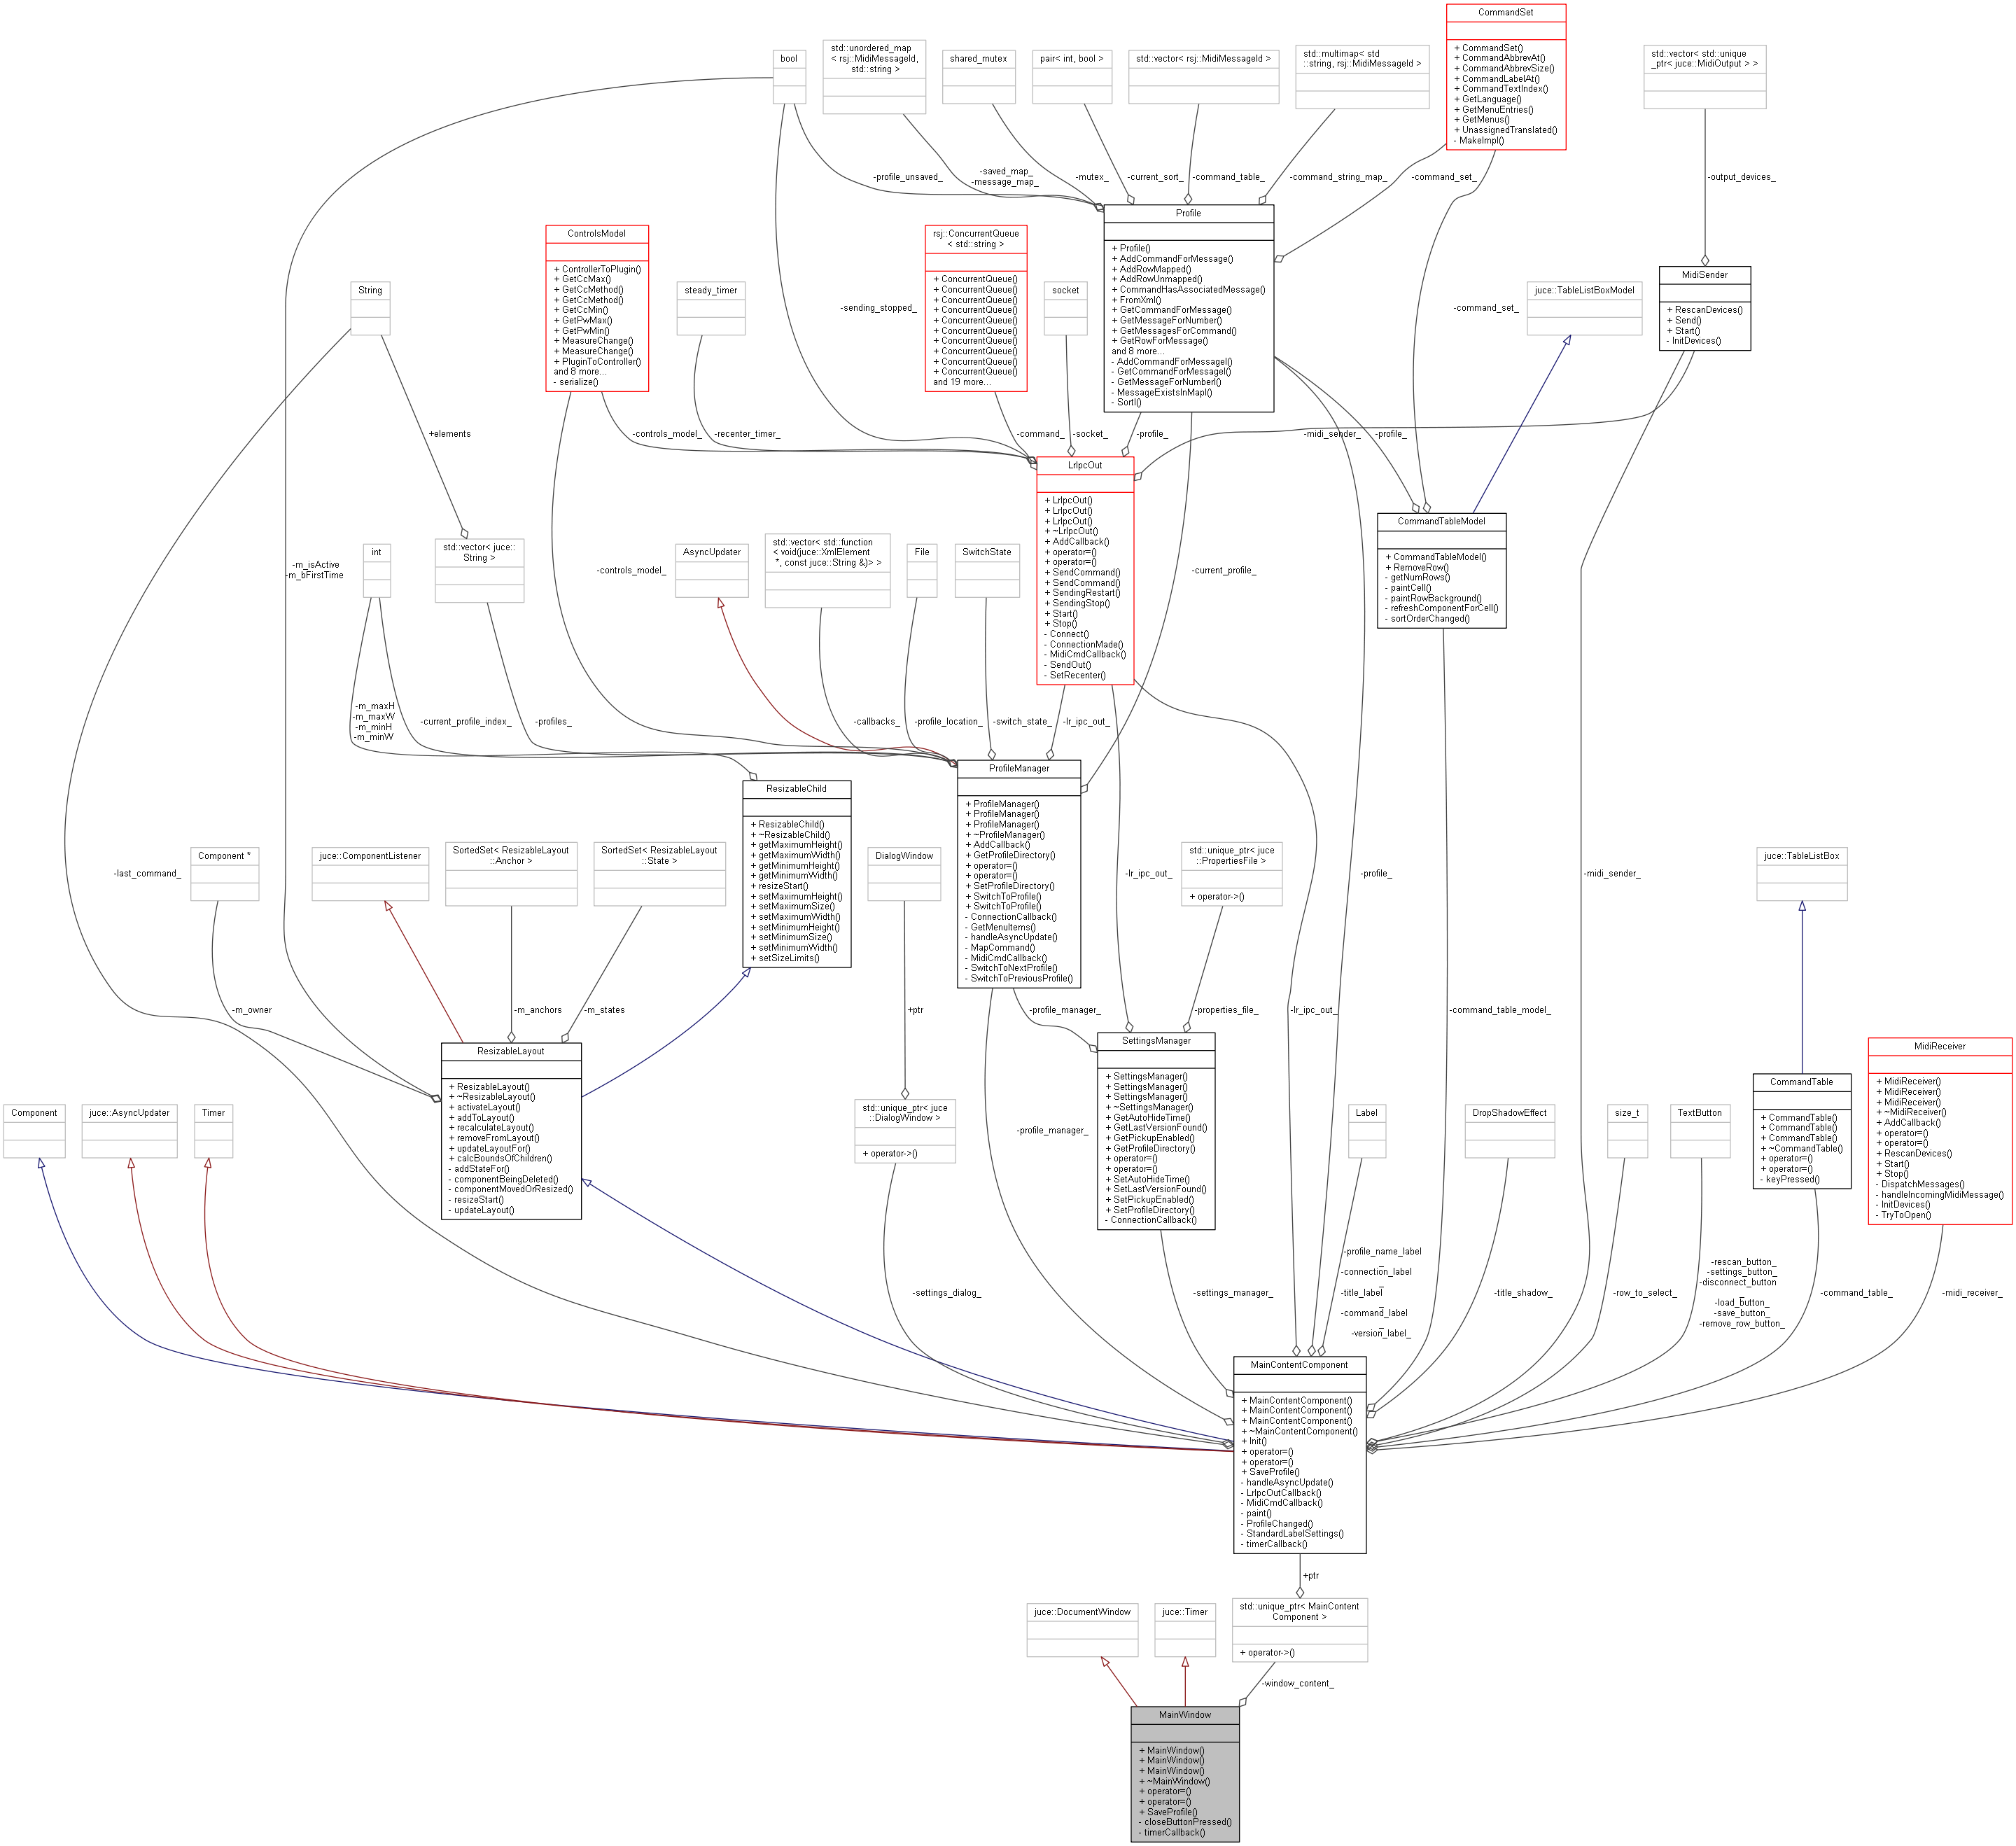 CommandSet
+ CommandSet()
+ CommandAbbrevAt()
+ CommandAbbrevSize()
+ CommandLabelAt()
+ CommandTextIndex()
+ GetLanguage()
+ GetMenuEntries()
+ GetMenus()
+ UnassignedTranslated()
- MakeImpl()
bool
std::unordered_map
< rsj::MidiMessageId,
std::string >
shared_mutex
pair< int, bool >
std::vector< rsj::MidiMessageId >
std::multimap< std
::string, rsj::MidiMessageId >
std::vector< std::unique
_ptr< juce::MidiOutput > >
-profile_unsaved_
-saved_map_
-message_map_
-mutex_
-current_sort_
-command_table_
-command_string_map_
-command_set_
-output_devices_
Profile
+ Profile()
+ AddCommandForMessage()
+ AddRowMapped()
+ AddRowUnmapped()
+ CommandHasAssociatedMessage()
+ FromXml()
+ GetCommandForMessage()
+ GetMessageForNumber()
+ GetMessagesForCommand()
+ GetRowForMessage()
and 8 more...
- AddCommandForMessageI()
- GetCommandForMessageI()
- GetMessageForNumberI()
- MessageExistsInMapI()
- SortI()
ControlsModel
+ ControllerToPlugin()
+ GetCcMax()
+ GetCcMethod()
+ GetCcMethod()
+ GetCcMin()
+ GetPwMax()
+ GetPwMin()
+ MeasureChange()
+ MeasureChange()
+ PluginToController()
and 8 more...
- serialize()
rsj::ConcurrentQueue
< std::string >
+ ConcurrentQueue()
+ ConcurrentQueue()
+ ConcurrentQueue()
+ ConcurrentQueue()
+ ConcurrentQueue()
+ ConcurrentQueue()
+ ConcurrentQueue()
+ ConcurrentQueue()
+ ConcurrentQueue()
+ ConcurrentQueue()
and 19 more...
MidiSender
+ RescanDevices()
+ Send()
+ Start()
- InitDevices()
String
steady_timer
-sending_stopped_
socket
-command_set_
juce::TableListBoxModel
+elements
-controls_model_
-recenter_timer_
-command_
-socket_
-profile_
-midi_sender_
-profile_
LrIpcOut
+ LrIpcOut()
+ LrIpcOut()
+ LrIpcOut()
+ ~LrIpcOut()
+ AddCallback()
+ operator=()
+ operator=()
+ SendCommand()
+ SendCommand()
+ SendingRestart()
+ SendingStop()
+ Start()
+ Stop()
- Connect()
- ConnectionMade()
- MidiCmdCallback()
- SendOut()
- SetRecenter()
CommandTableModel
+ CommandTableModel()
+ RemoveRow()
- getNumRows()
- paintCell()
- paintRowBackground()
- refreshComponentForCell()
- sortOrderChanged()
-m_isActive
-m_bFirstTime
int
std::vector< juce::
String >
-controls_model_
AsyncUpdater
std::vector< std::function
< void(juce::XmlElement
*, const juce::String &)> >
File
SwitchState
-current_profile_
-m_maxH
-m_maxW
-m_minH
-m_minW
-current_profile_index_
-profiles_
-callbacks_
-profile_location_
-switch_state_
-lr_ipc_out_
ProfileManager
+ ProfileManager()
+ ProfileManager()
+ ProfileManager()
+ ~ProfileManager()
+ AddCallback()
+ GetProfileDirectory()
+ operator=()
+ operator=()
+ SetProfileDirectory()
+ SwitchToProfile()
+ SwitchToProfile()
- ConnectionCallback()
- GetMenuItems()
- handleAsyncUpdate()
- MapCommand()
- MidiCmdCallback()
- SwitchToNextProfile()
- SwitchToPreviousProfile()
ResizableChild
+ ResizableChild()
+ ~ResizableChild()
+ getMaximumHeight()
+ getMaximumWidth()
+ getMinimumHeight()
+ getMinimumWidth()
+ resizeStart()
+ setMaximumHeight()
+ setMaximumSize()
+ setMaximumWidth()
+ setMinimumHeight()
+ setMinimumSize()
+ setMinimumWidth()
+ setSizeLimits()
-last_command_
Component *
juce::ComponentListener
SortedSet< ResizableLayout
::Anchor >
SortedSet< ResizableLayout
::State >
DialogWindow
std::unique_ptr< juce
::PropertiesFile >
+ operator->()
-lr_ipc_out_
-profile_
-midi_sender_
juce::TableListBox
-m_owner
-m_anchors
-m_states
+ptr
-profile_manager_
-properties_file_
-lr_ipc_out_
-command_table_model_
ResizableLayout
+ ResizableLayout()
+ ~ResizableLayout()
+ activateLayout()
+ addToLayout()
+ recalculateLayout()
+ removeFromLayout()
+ updateLayoutFor()
+ calcBoundsOfChildren()
- addStateFor()
- componentBeingDeleted()
- componentMovedOrResized()
- resizeStart()
- updateLayout()
SettingsManager
+ SettingsManager()
+ SettingsManager()
+ SettingsManager()
+ ~SettingsManager()
+ GetAutoHideTime()
+ GetLastVersionFound()
+ GetPickupEnabled()
+ GetProfileDirectory()
+ operator=()
+ operator=()
+ SetAutoHideTime()
+ SetLastVersionFound()
+ SetPickupEnabled()
+ SetProfileDirectory()
- ConnectionCallback()
MidiReceiver
+ MidiReceiver()
+ MidiReceiver()
+ MidiReceiver()
+ ~MidiReceiver()
+ AddCallback()
+ operator=()
+ operator=()
+ RescanDevices()
+ Start()
+ Stop()
- DispatchMessages()
- handleIncomingMidiMessage()
- InitDevices()
- TryToOpen()
CommandTable
+ CommandTable()
+ CommandTable()
+ CommandTable()
+ ~CommandTable()
+ operator=()
+ operator=()
- keyPressed()
Component
juce::AsyncUpdater
Timer
std::unique_ptr< juce
::DialogWindow >
+ operator->()
-profile_manager_
Label
DropShadowEffect
size_t
TextButton
-settings_dialog_
-settings_manager_
-profile_name_label
_
-connection_label
_
-title_label
_
-command_label
_
-version_label_
-title_shadow_
-row_to_select_
-rescan_button_
-settings_button_
-disconnect_button
_
-load_button_
-save_button_
-remove_row_button_
-command_table_
-midi_receiver_
MainContentComponent
+ MainContentComponent()
+ MainContentComponent()
+ MainContentComponent()
+ ~MainContentComponent()
+ Init()
+ operator=()
+ operator=()
+ SaveProfile()
- handleAsyncUpdate()
- LrIpcOutCallback()
- MidiCmdCallback()
- paint()
- ProfileChanged()
- StandardLabelSettings()
- timerCallback()
+ptr
juce::DocumentWindow
juce::Timer
std::unique_ptr< MainContent
Component >
+ operator->()
-window_content_
MainWindow
+ MainWindow()
+ MainWindow()
+ MainWindow()
+ ~MainWindow()
+ operator=()
+ operator=()
+ SaveProfile()
- closeButtonPressed()
- timerCallback()